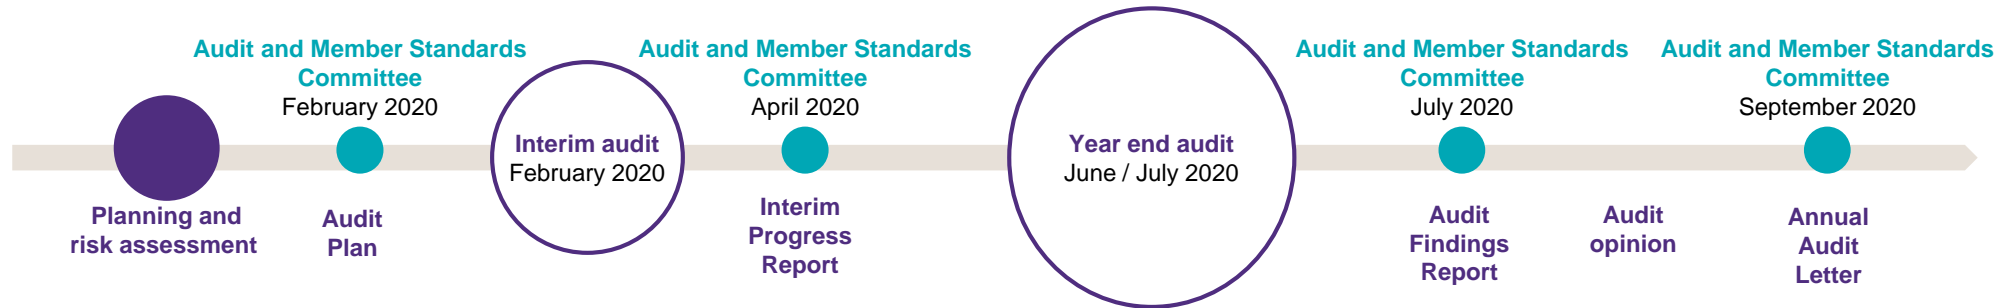 Planning and
risk assessment
Audit and Member Standards
Committee
February 2020
Audit
Plan
Interim audit
February 2020
Audit and Member Standards
Committee
April 2020
Interim
Progress
Report
Year end audit
June / July 2020
Audit and Member Standards
Committee
July 2020
Audit
Findings
Report
Audit
opinion
Audit and Member Standards
Committee
September 2020
Annual
Audit
Letter